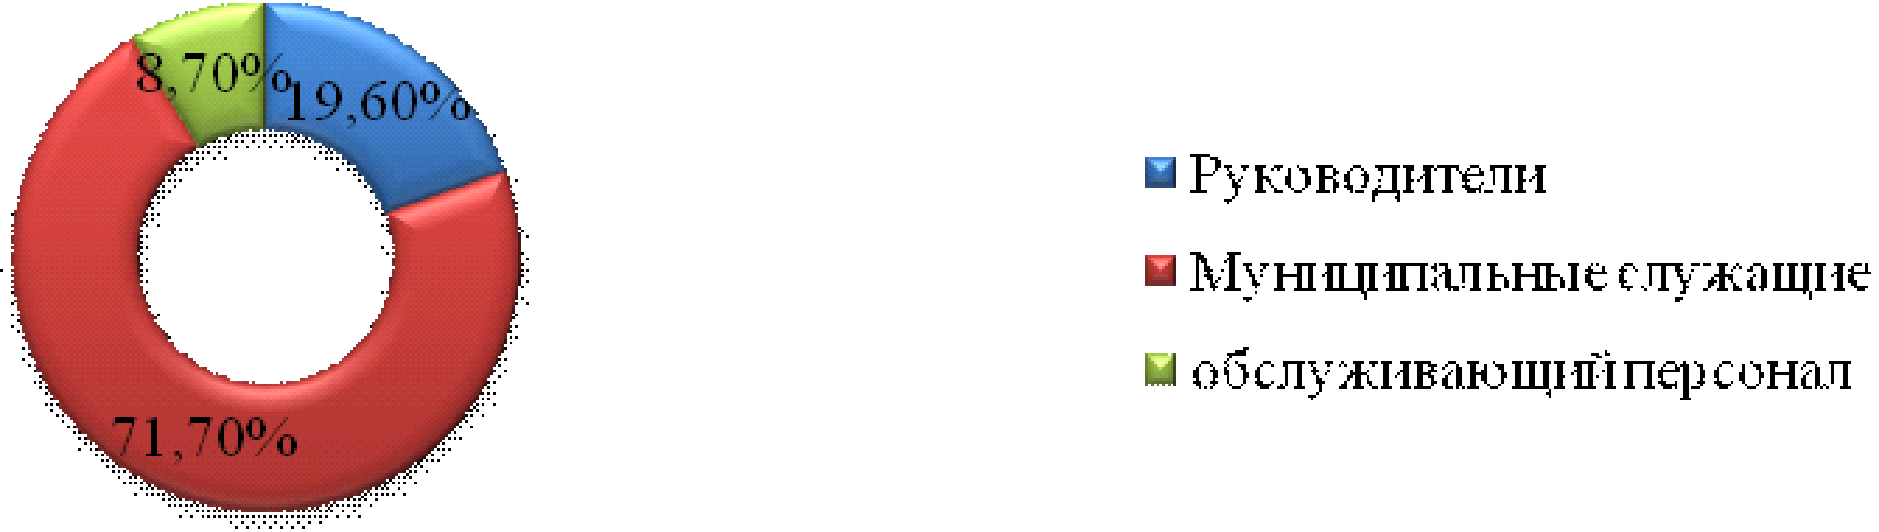 8,70%
19,60%
71,70%
Руководители
Муниципальные служащие
обслуживающий персонал